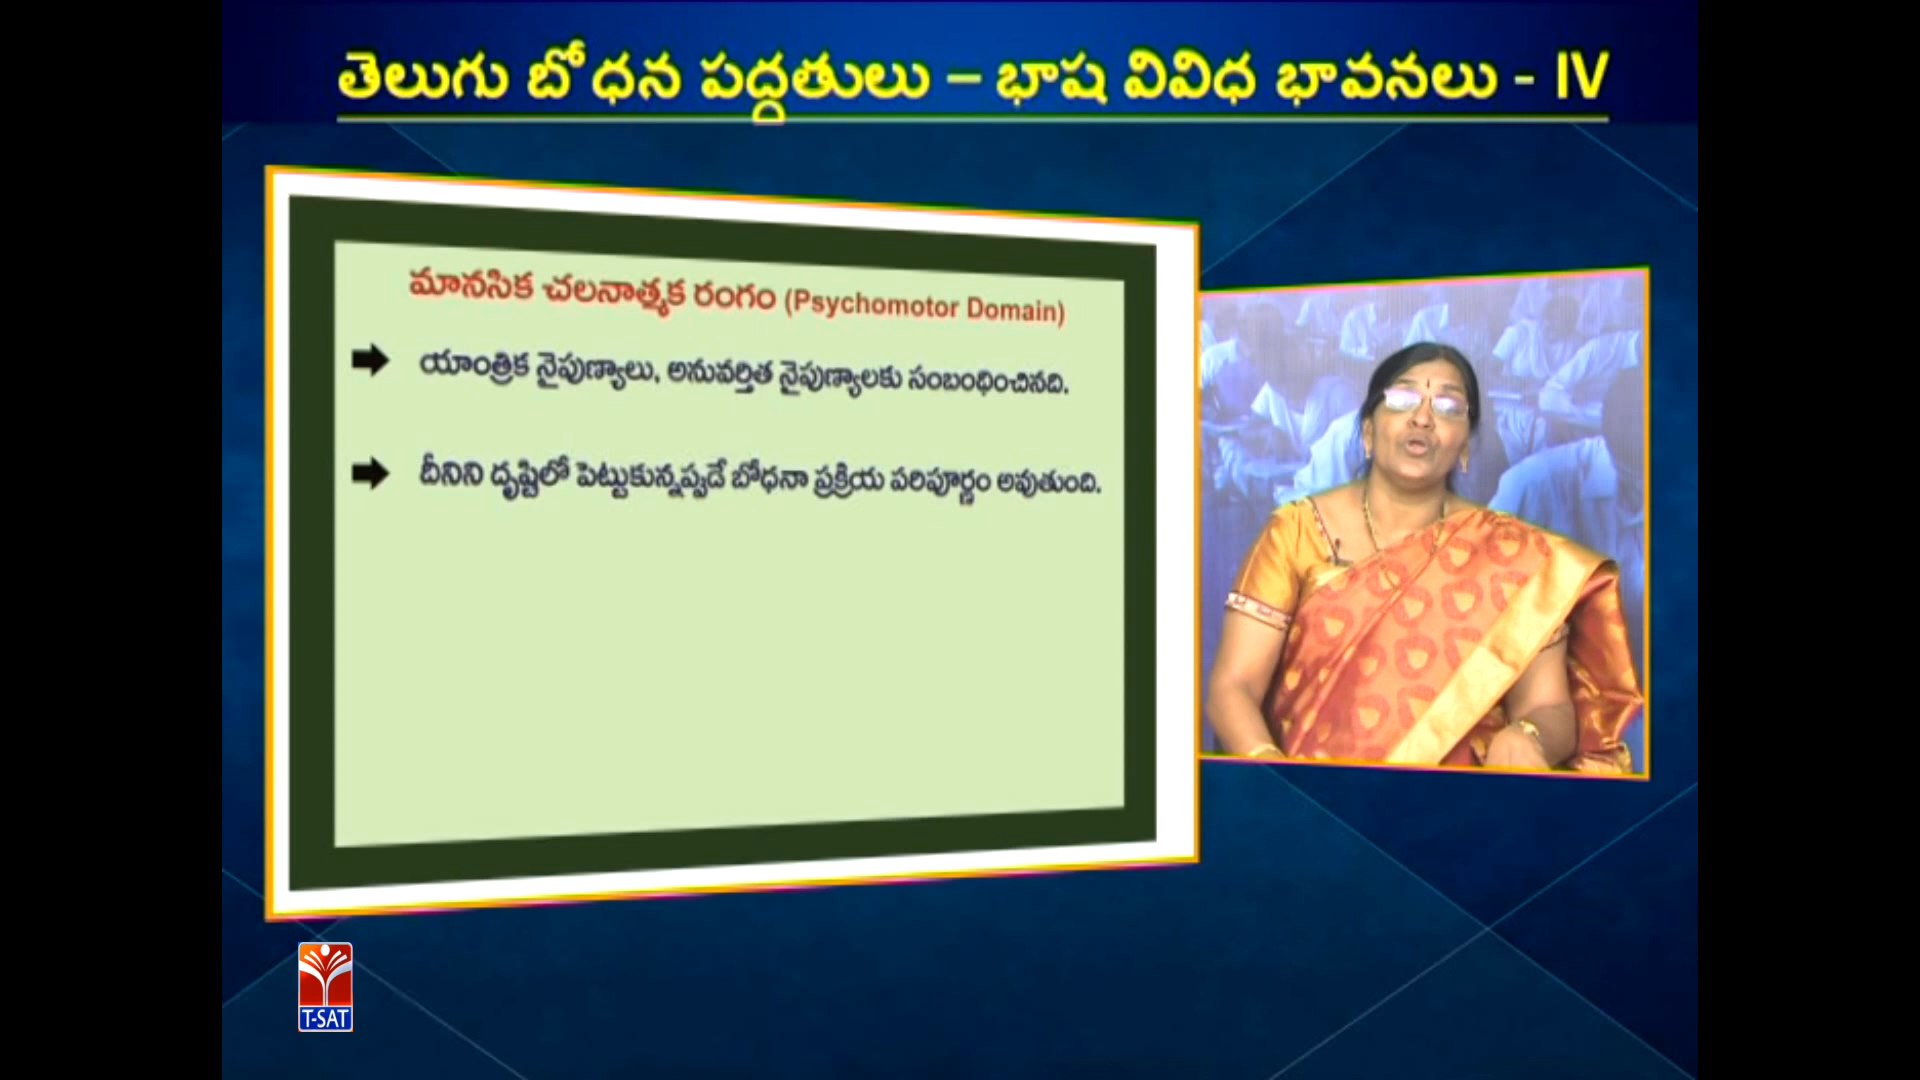 తెలుగు బోధన పద్ధతులు – భాష వివిధ భావనలు - IV
మానసిక చలనాత్మక రంగం (Psychomotor Domain)
యాంత్రిక నైపుణ్యాలు, అనువర్తిత నైపుణ్యాలకు సంబంధించినది.
దీనిని దృష్టిలో పెట్టుకున్నప్పుడే బోధనా ప్రక్రియ పరిపూర్ణం అవుతుంది.
T-SAT